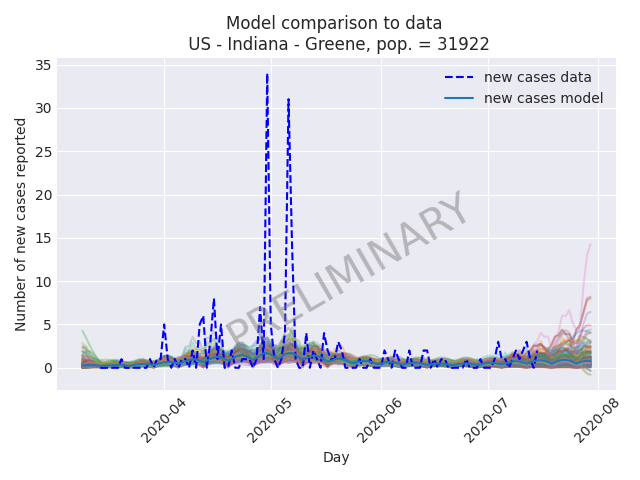 Model comparison to data
US - Indiana - Greene, pop. = 31922
new cases data
new cases model
PRELIMINARY
Number of new cases reported
35
30
25
20
15
10
5
0
2020-04
2020-05
2020-06
2020-07
2020-08
Day